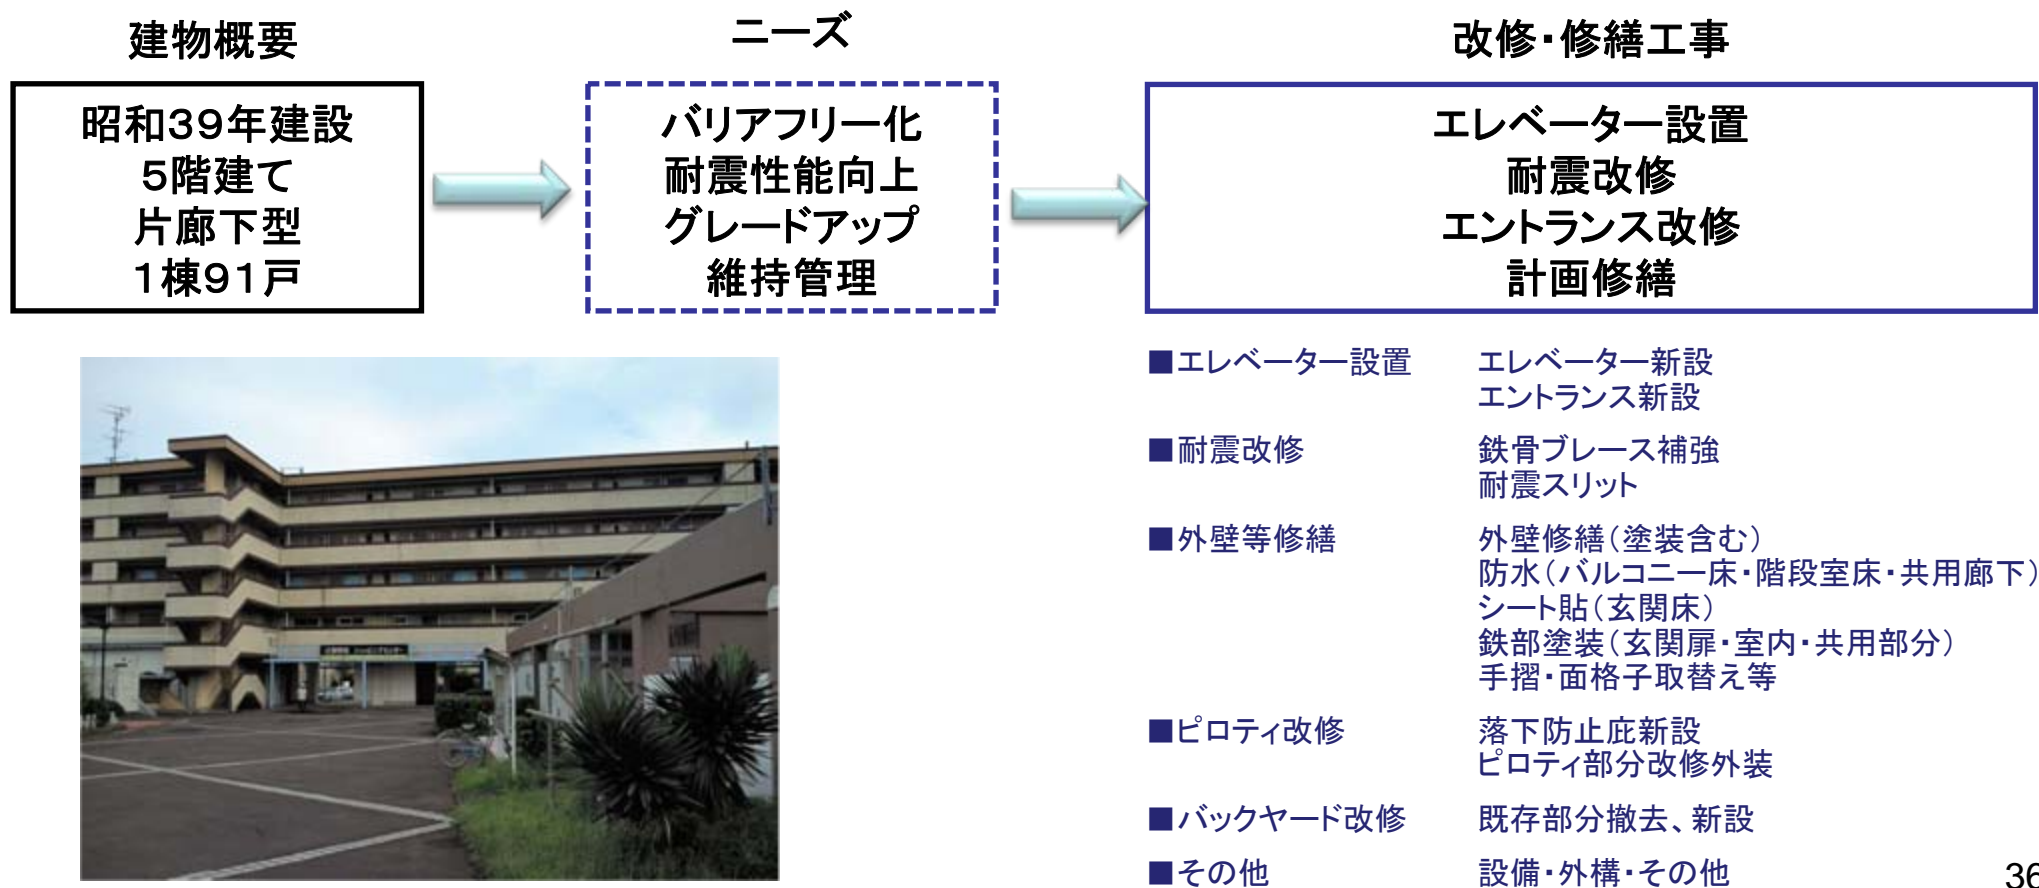 建物概要
昭和39年建設
5階建て
片廊下型
1棟91戸
ニーズ
バリアフリー化
耐震性能向上
グレードアップ
維持管理
改修・修繕工事
エレベーター設置
耐震改修
エントランス改修
計画修繕
■エレベーター設置 エレベーター新設
エントランス新設
■耐震改修 鉄骨ブレース補強
耐震スリット
■外壁等修繕 外壁修繕（塗装含む）
防水（バルコニー床・階段室床・共用廊下）
シート貼（玄関床）
鉄部塗装（玄関扉・室内・共用部分）
手摺・面格子取替え等
■ピロティ改修 落下防止庇新設
ピロティ部分改修外装
■バックヤード改修 既存部分撤去、新設
■その他 設備・外構・その他
36